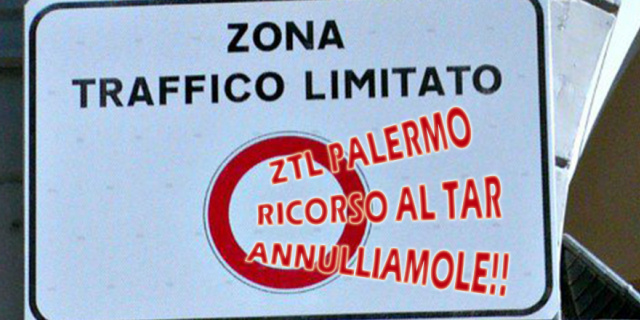 ZONA
TRAFFICO LIMITATO
ZTL PALERMO
RICORSO AL TAR
ANNULLIAMOLE!!